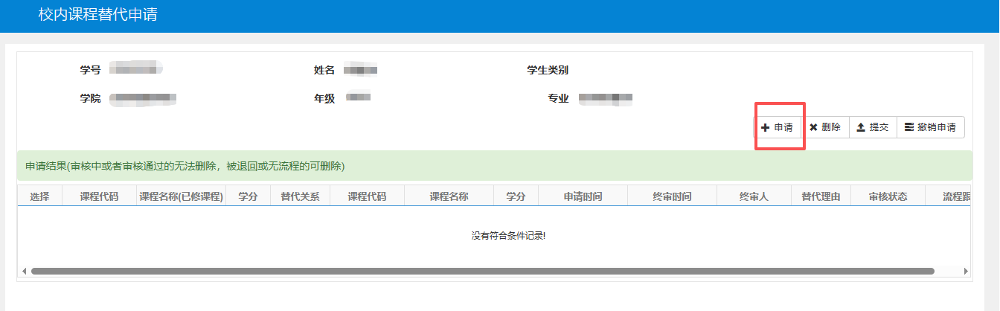 校内课程替代申请
学号 姓名 学生类别
学院 年级 专业
申请 删除 提交 撤销申请
申请结果(审核中或者审核通过的无法删除，被退回或无流程的可删除)
选择 课程代码 课程名称(已修课程) 学分 替代关系 课程代码 课程名称 学分 申请时间 终审时间 终审人 替代理由 审核状态 流程跟
没有符合条件记录!